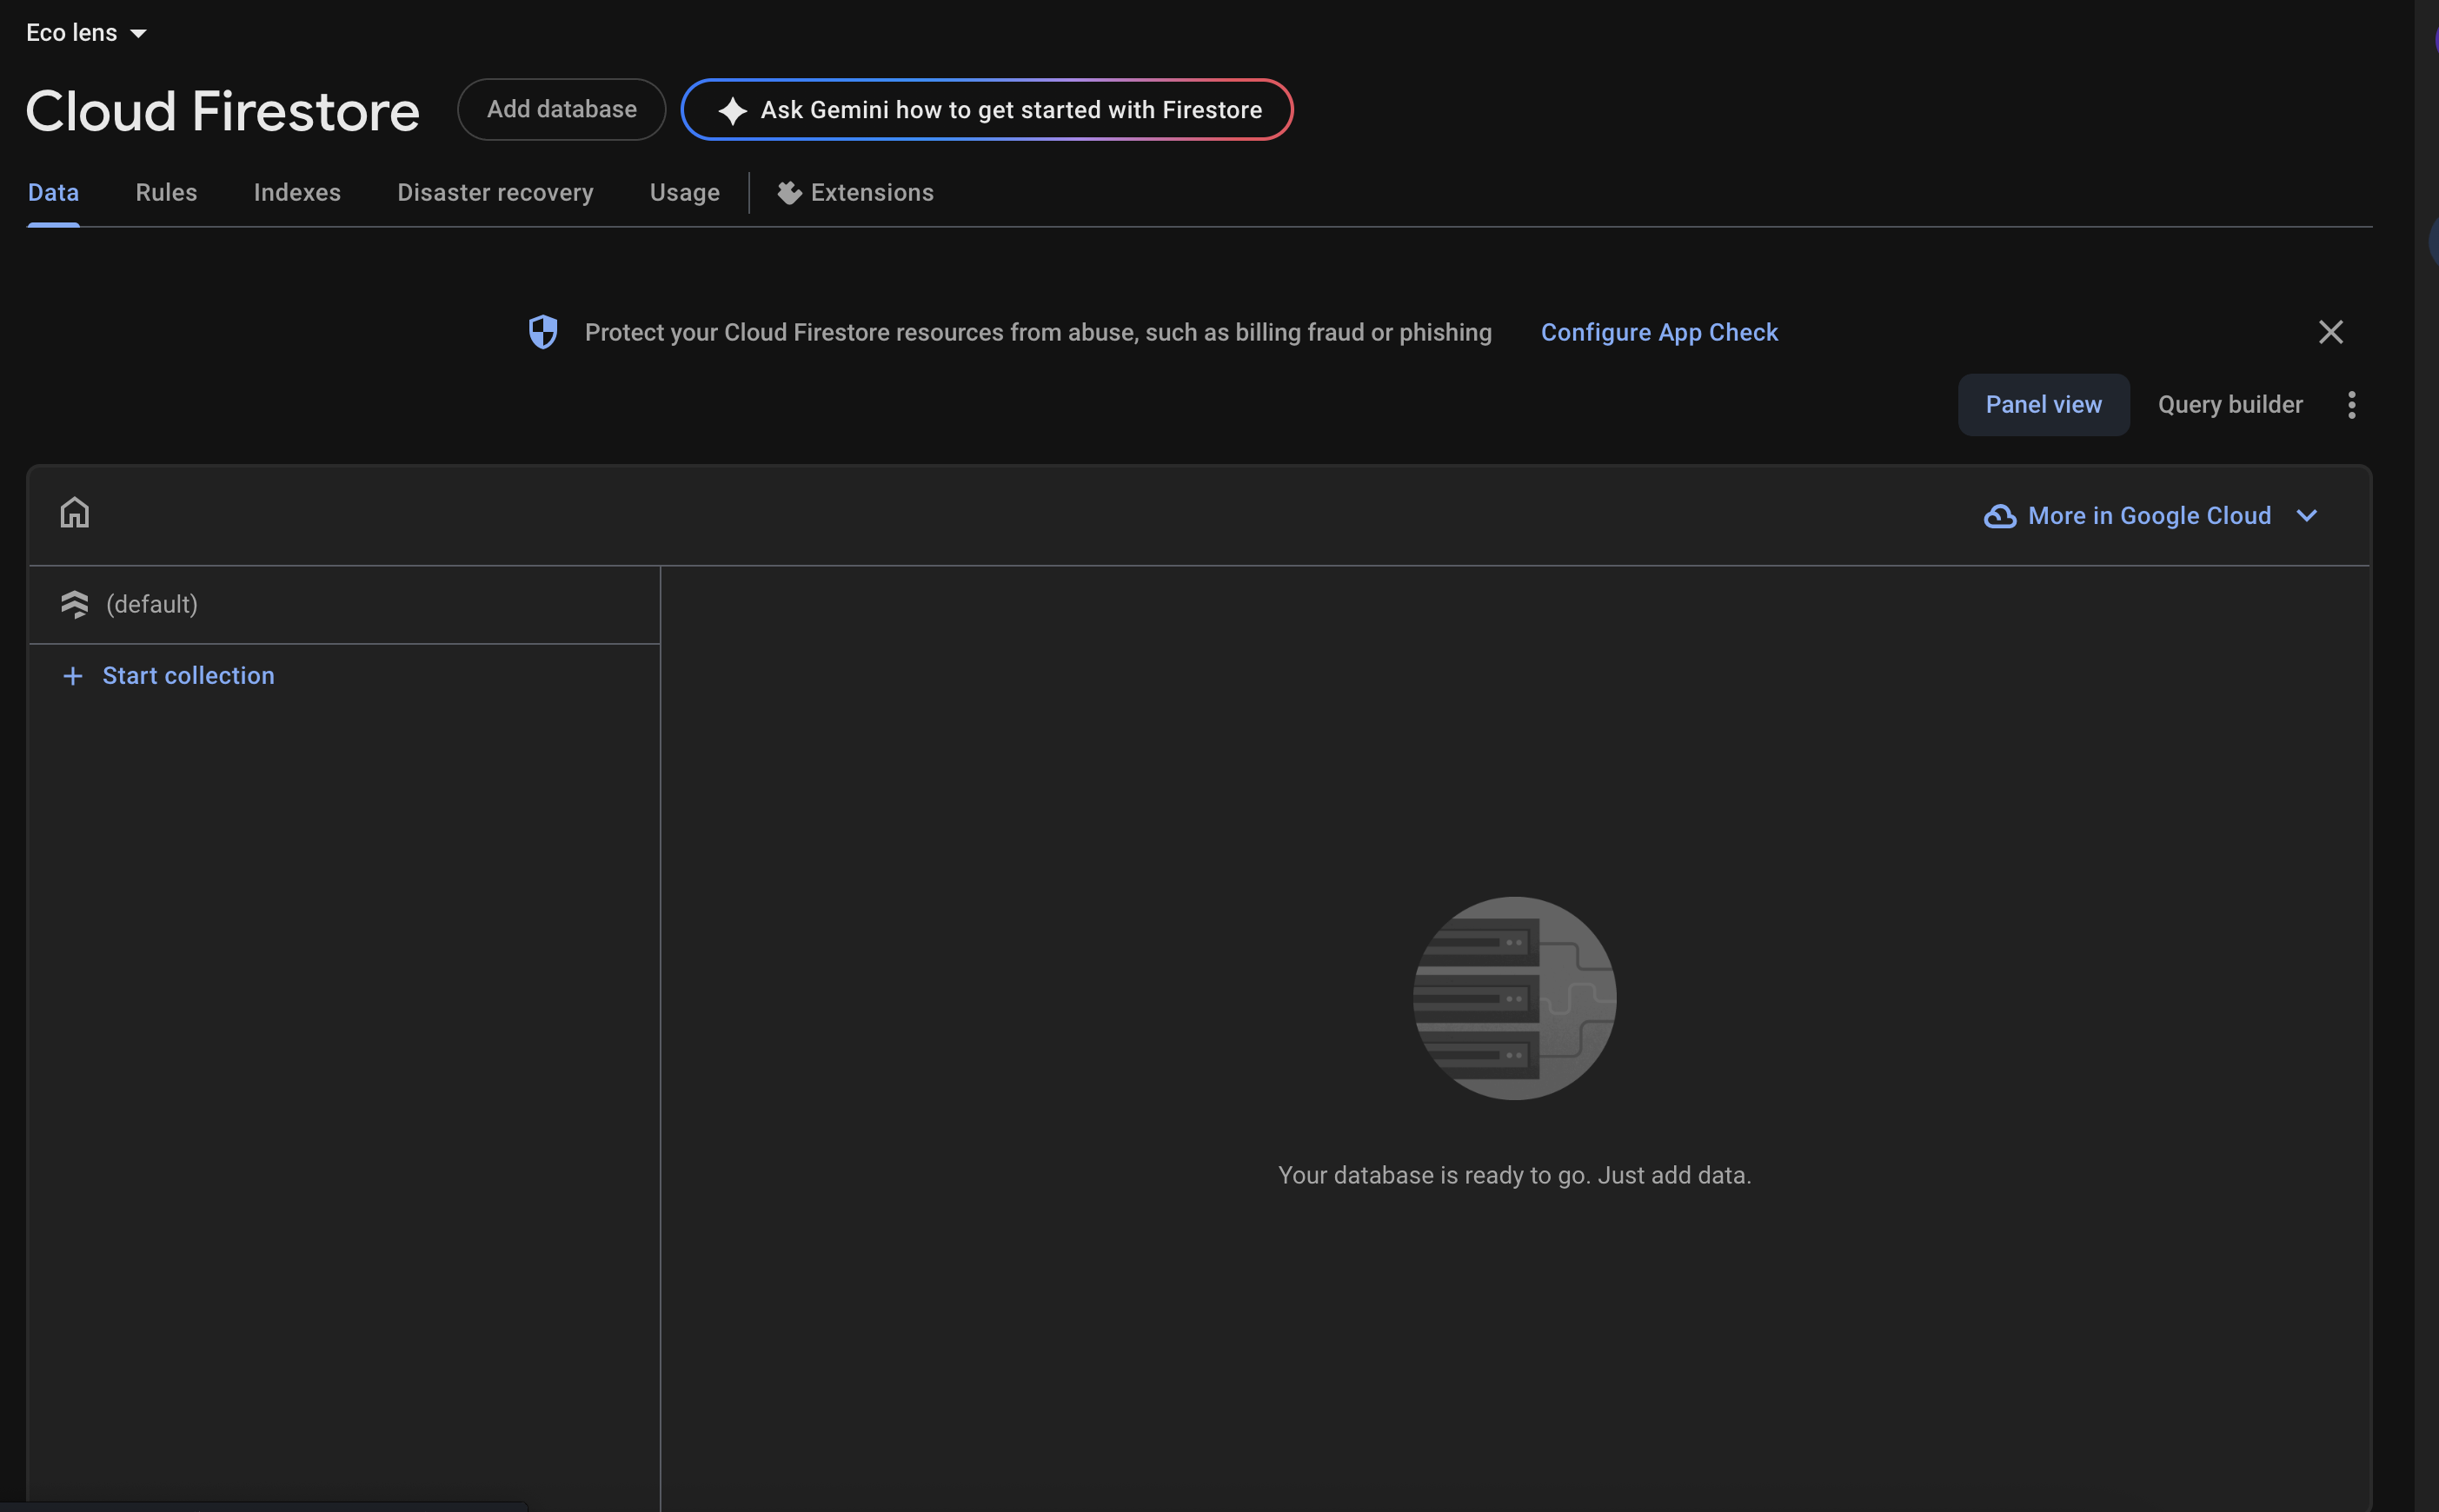 Eco lens
Cloud Firestore
Add database
Ask Gemini how to get started with Firestore
Data
Rules
Indexes
Disaster recovery
Usage
Extensions
Protect your Cloud Firestore resources from abuse, such as billing fraud or phishing
Configure App Check
Panel view
Query builder
More in Google Cloud
(default)
Start collection
Your database is ready to go. Just add data.